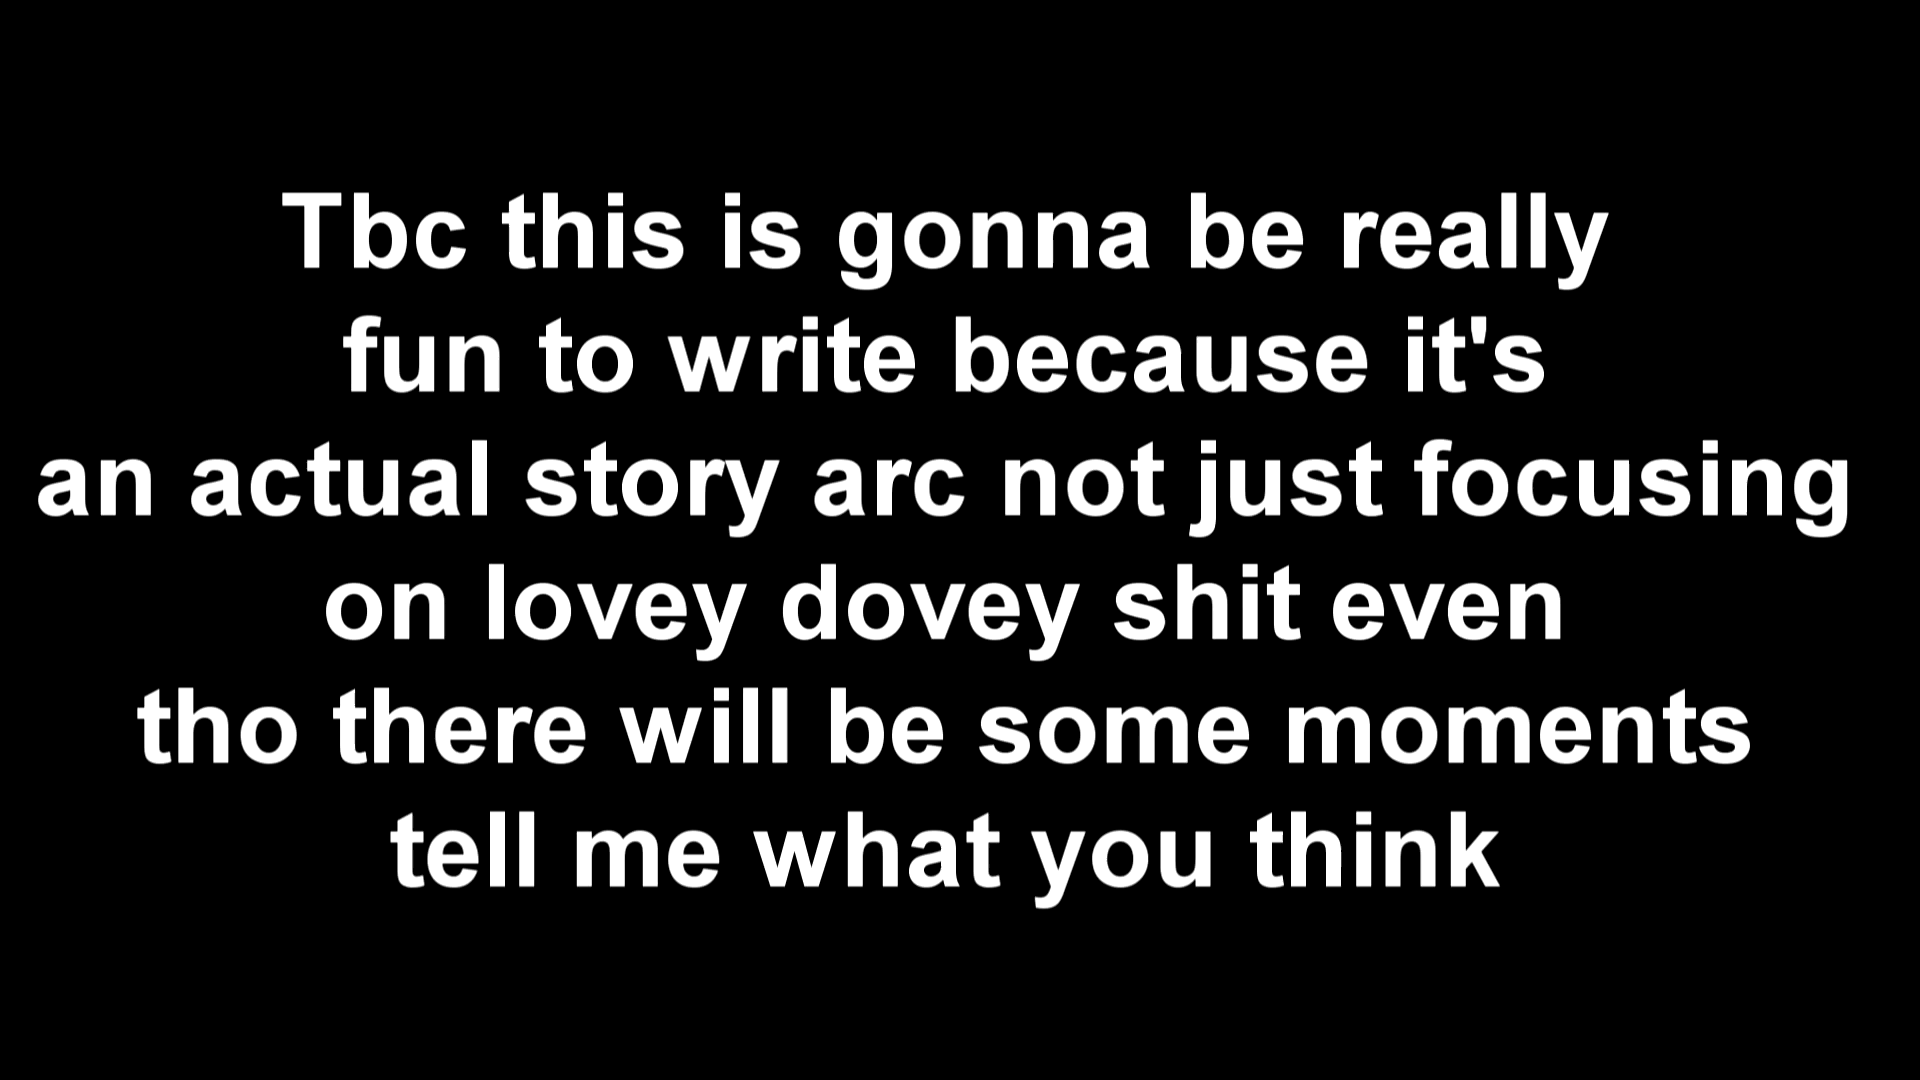 Tbc this is gonna be really
fun to write because it's
an actual story arc not just focusing
on lovey dovey shit even
tho there will be some moments
tell me what you think